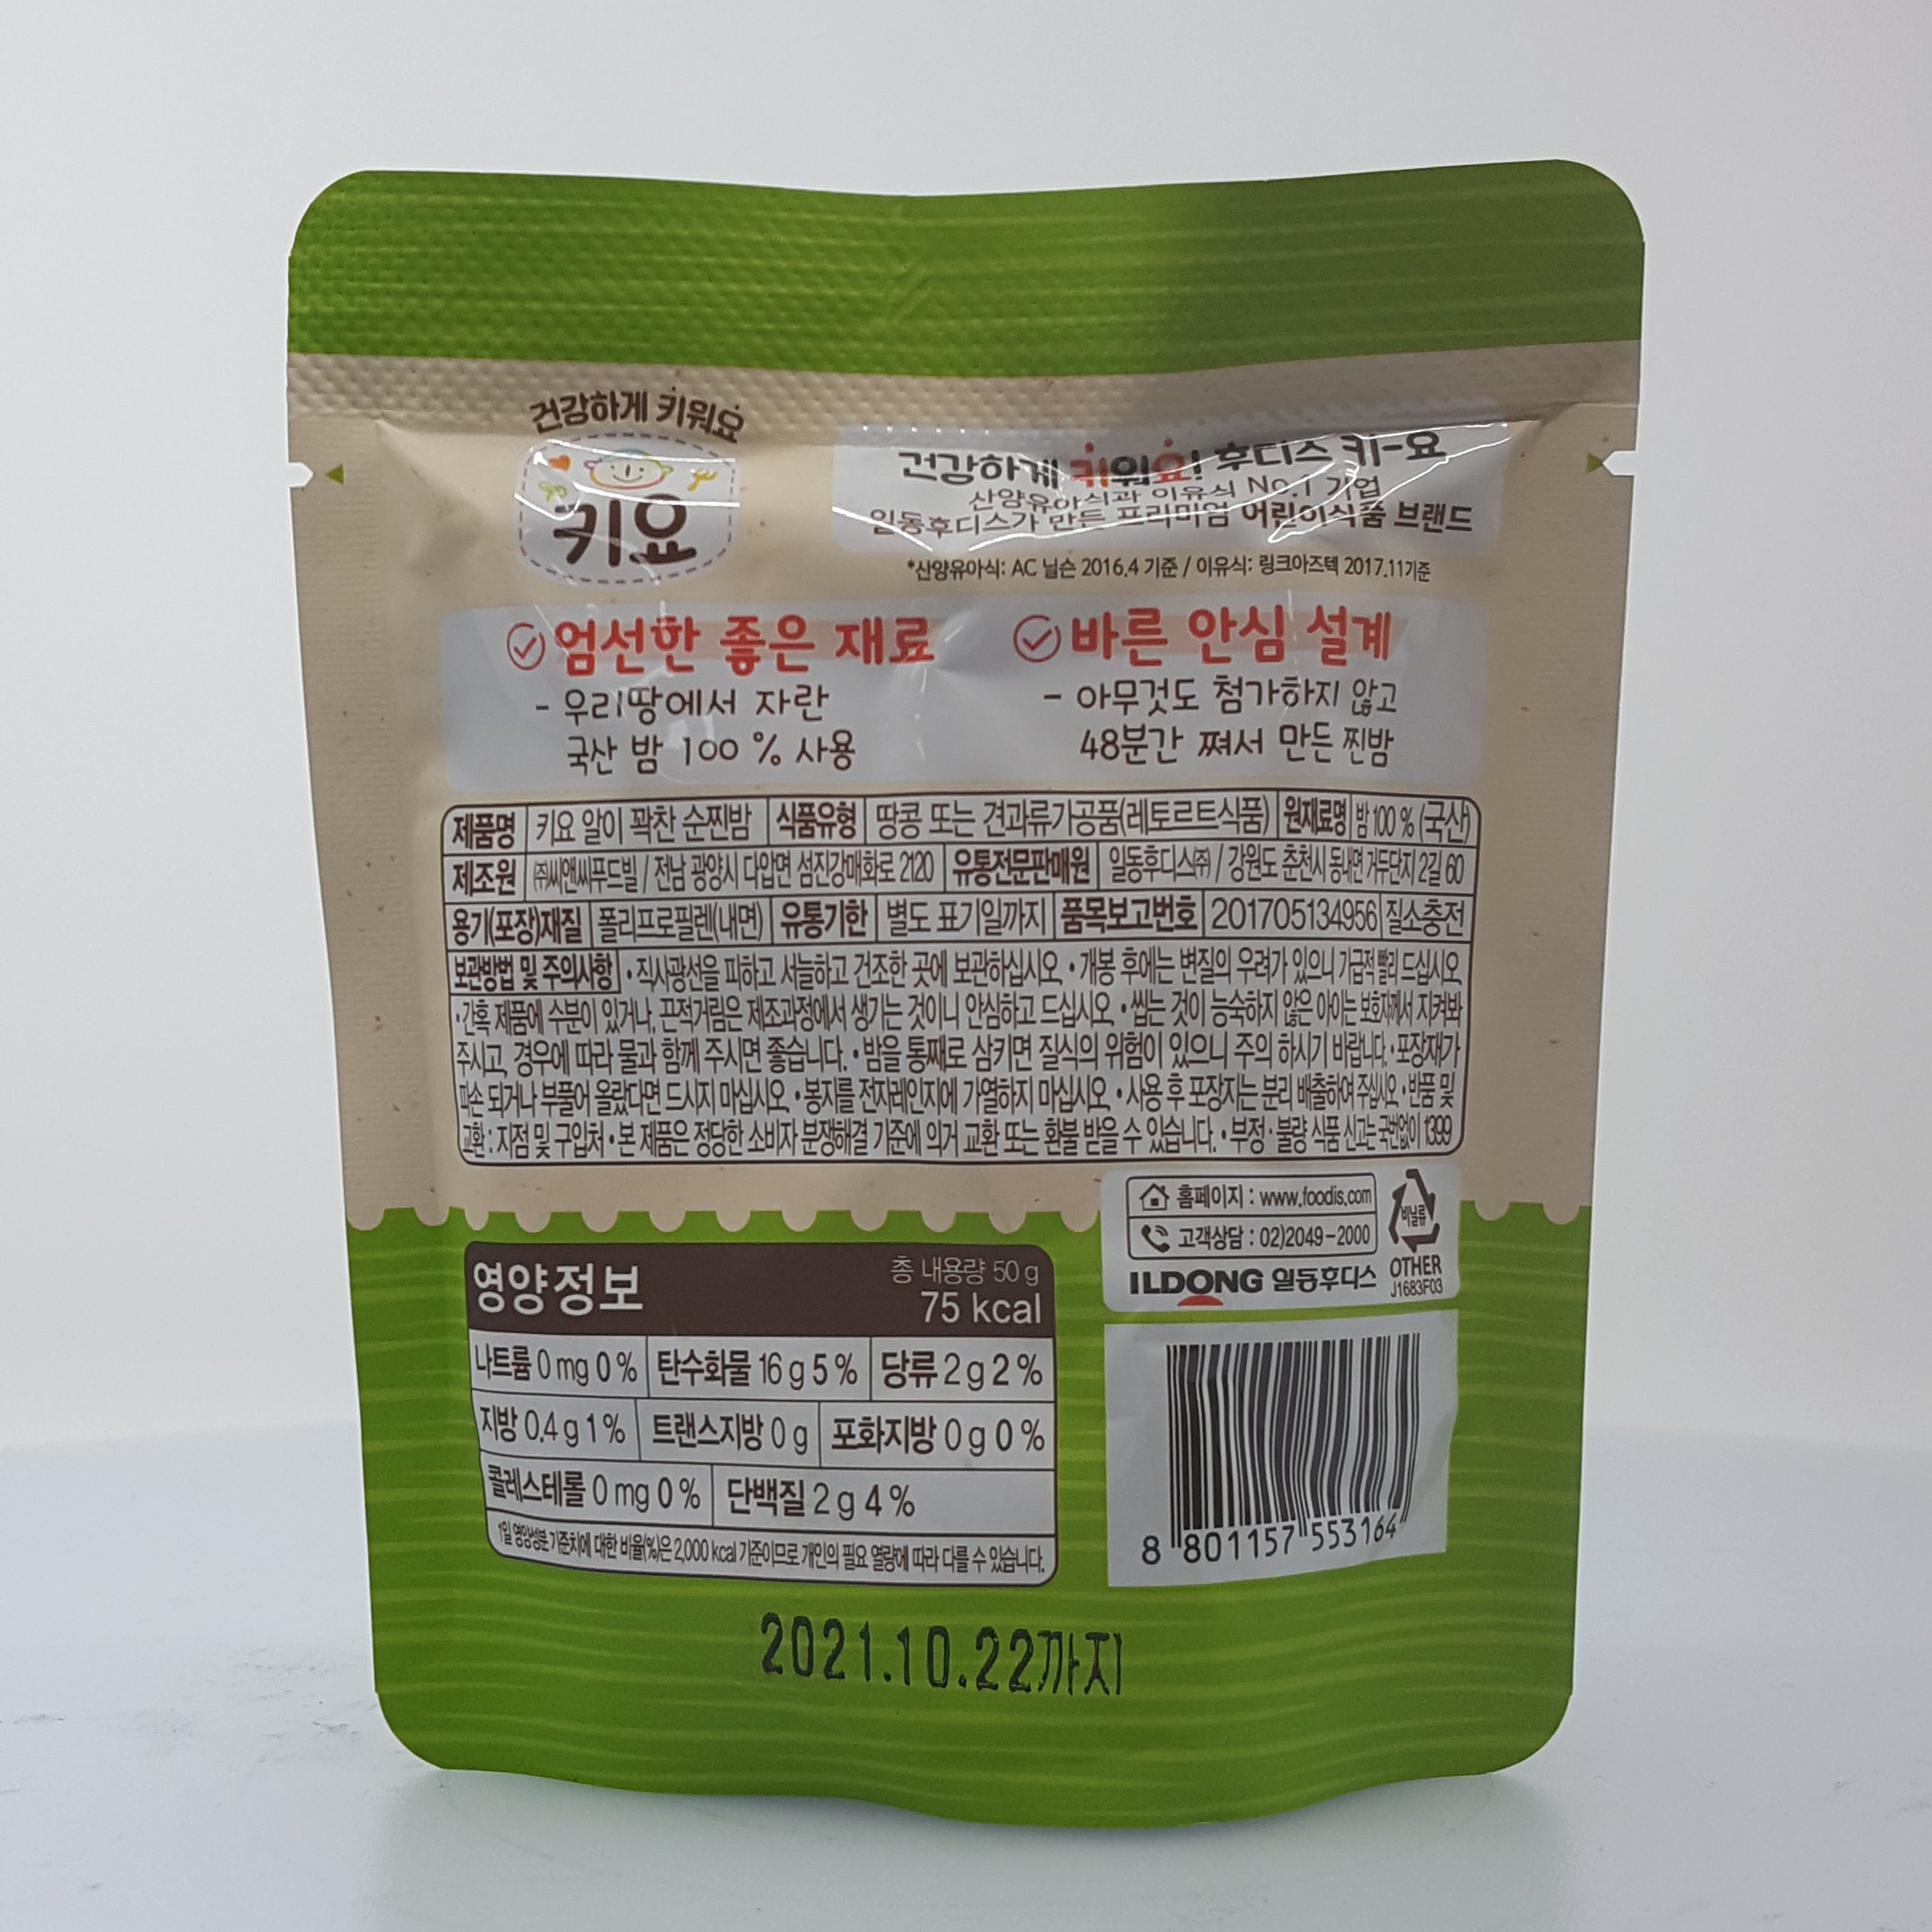 건강하게 키워요
키요
건강하게 키워요! 후디스 키-요
산양유아식과 이유식 No.1 기업
일동후디스가 만든 프리미엄 어린이식품 브랜드
*산양유아식: AC 닐슨 2016.4 기준 / 이유식: 링크아즈텍 2017.11기준
엄선한 좋은 재료
- 우리땅에서 자란
국산 밤 100 % 사용
바른 안심 설계
- 아무것도 첨가하지 않고
48분간 쪄서 만든 찐밤
제품명 키요 알이 꽉찬 순찐밤 식품유형 땅콩 또는 견과류가공품(레토르트식품) 원재료명 밤 100 % (국산)
제조원 ㈜씨앤씨푸드빌 / 전남 광양시 다압면 섬진강매화로 2120 유통전문판매원 일동후디스㈜ / 강원도 춘천시 동내면 거두단지 2길 60
용기(포장)재질 폴리프로필렌(내면) 유통기한 별도 표기일까지 품목보고번호 201705134956 질소충전
보관방법 및 주의사항 • 직사광선을 피하고 서늘하고 건조한 곳에 보관하십시오. • 개봉 후에는 변질의 우려가 있으니 가급적 빨리 드십시오.
• 간혹 제품에 수분이 있거나, 끈적거림은 제조과정에서 생기는 것이니 안심하고 드십시오. • 씹는 것이 능숙하지 않은 아이는 보호자께서 지켜봐
주시고, 경우에 따라 물과 함께 주시면 좋습니다. • 밤을 통째로 삼키면 질식의 위험이 있으니 주의 하시기 바랍니다. • 포장재가
파손 되거나 부풀어 올랐다면 드시지 마십시오. • 봉지를 전자레인지에 가열하지 마십시오. • 사용 후 포장지는 분리 배출하여 주십시오. • 반품 및
교환 : 지점 및 구입처 • 본 제품은 정당한 소비자 분쟁해결 기준에 의거 교환 또는 환불 받을 수 있습니다. • 부정·불량 식품 신고는 국번없이 1399
홈페이지 : www.foodis.com
고객상담 : 02)2049-2000
ILDONG 일동후디스
비닐류
OTHER
J1683F03
영양정보
총 내용량 50 g
75 kcal
나트륨 0 mg 0 % 탄수화물 16 g 5 % 당류 2 g 2 %
지방 0.4 g 1 % 트랜스지방 0 g 포화지방 0 g 0 %
콜레스테롤 0 mg 0 % 단백질 2 g 4 %
1일 영양성분 기준치에 대한 비율(%)은 2,000 kcal 기준이므로 개인의 필요 열량에 따라 다를 수 있습니다.
8 801157 553164
2021.10.22까지